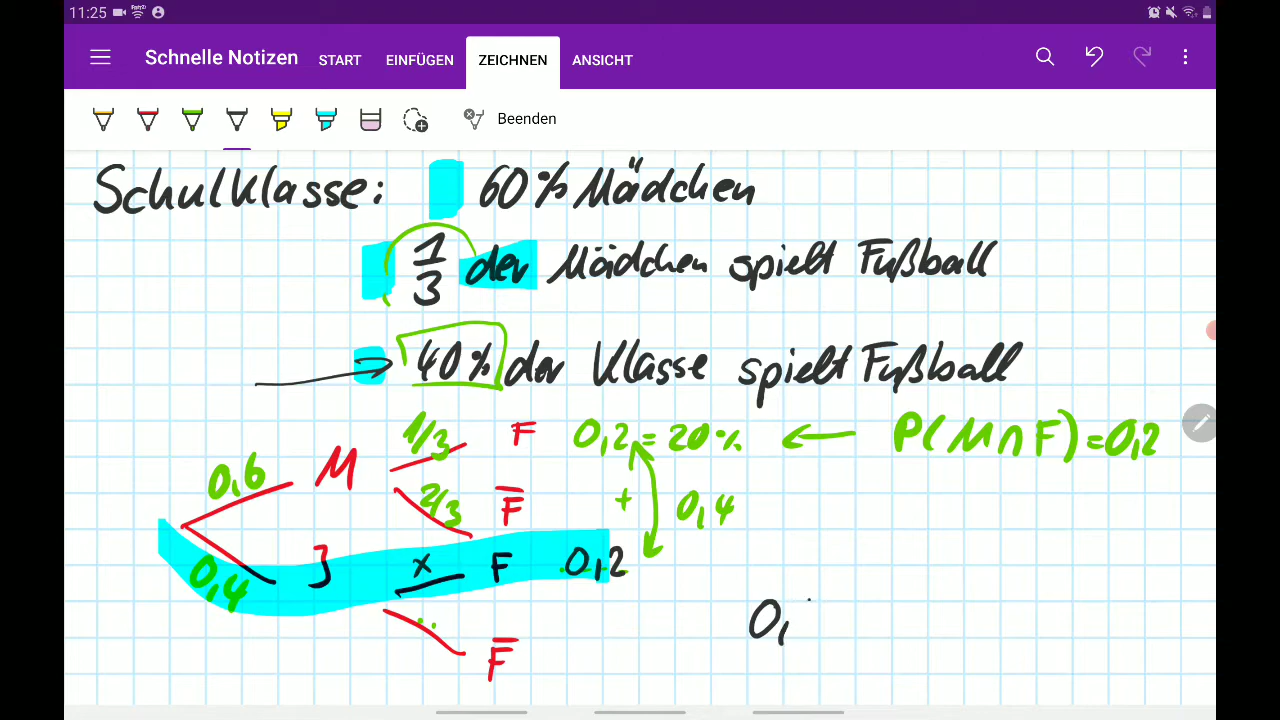 11:25
Schnelle Notizen START EINFÜGEN ZEICHNEN ANSICHT
Beenden
Schulklasse: 60% Mädchen
1/3 der Mädchen spielt Fußball
40% der Klasse spielt Fußball
1/3 F 0,2 = 20% ← P(M∩F)=0,2
0,6 M
2/3 F̅ + 0,4
0,4 J x F 0,2
0,
F̅